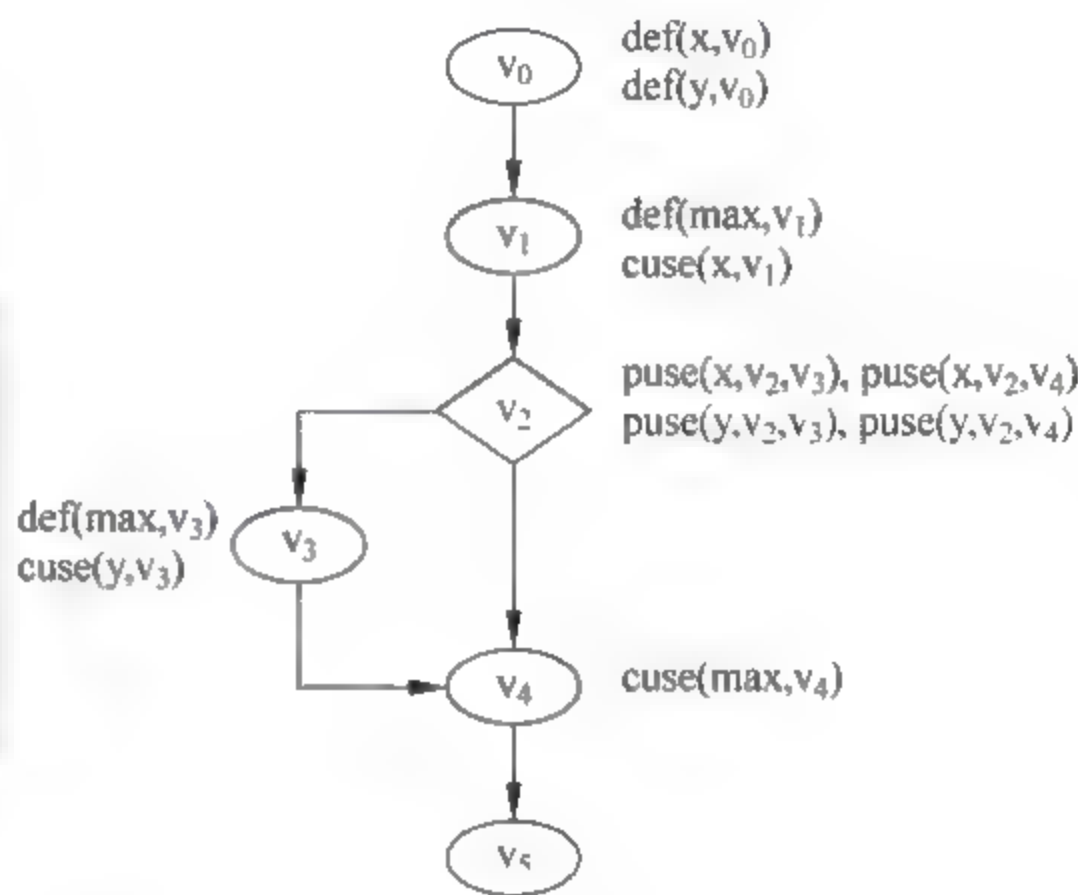 v₀
def(x,v₀)
def(y,v₀)
v₁
def(max,v₁)
cuse(x,v₁)
v₂
puse(x,v₂,v₃), puse(x,v₂,v₄)
puse(y,v₂,v₃), puse(y,v₂,v₄)
def(max,v₃)
cuse(y,v₃)
v₃
v₄
cuse(max,v₄)
v₅